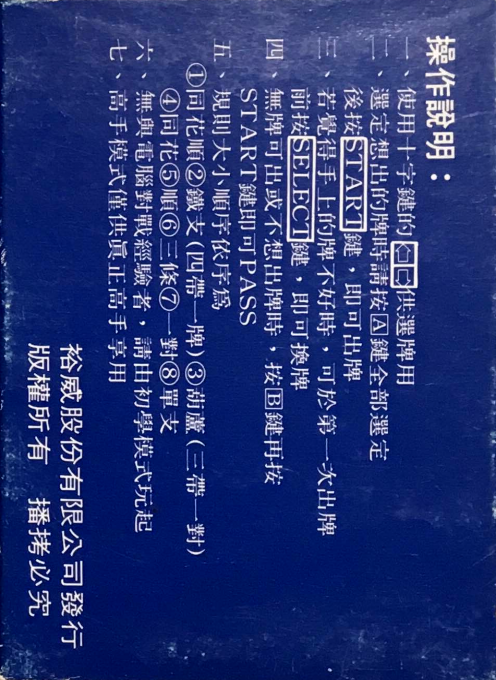 操作說明：
一、使用十字鍵的⇦⇨供選牌用
二、選定想出的牌時請按A鍵全部選定
後按START鍵，即可出牌
三、若覺得手上的牌不好時，可於第一次出牌
前按SELECT鍵，即可換牌
四、無牌可出或不想出牌時，按B鍵再按
START鍵即可PASS
五、規則大小順序依序為
①同花順②鐵支(四帶一牌)③葫蘆(三帶一對)
④同花⑤順⑥三條⑦一對⑧單支
六、無與電腦對戰經驗者，請由初學模式玩起
七、高手模式僅供真正高手享用
裕威股份有限公司發行
版權所有　播拷必究